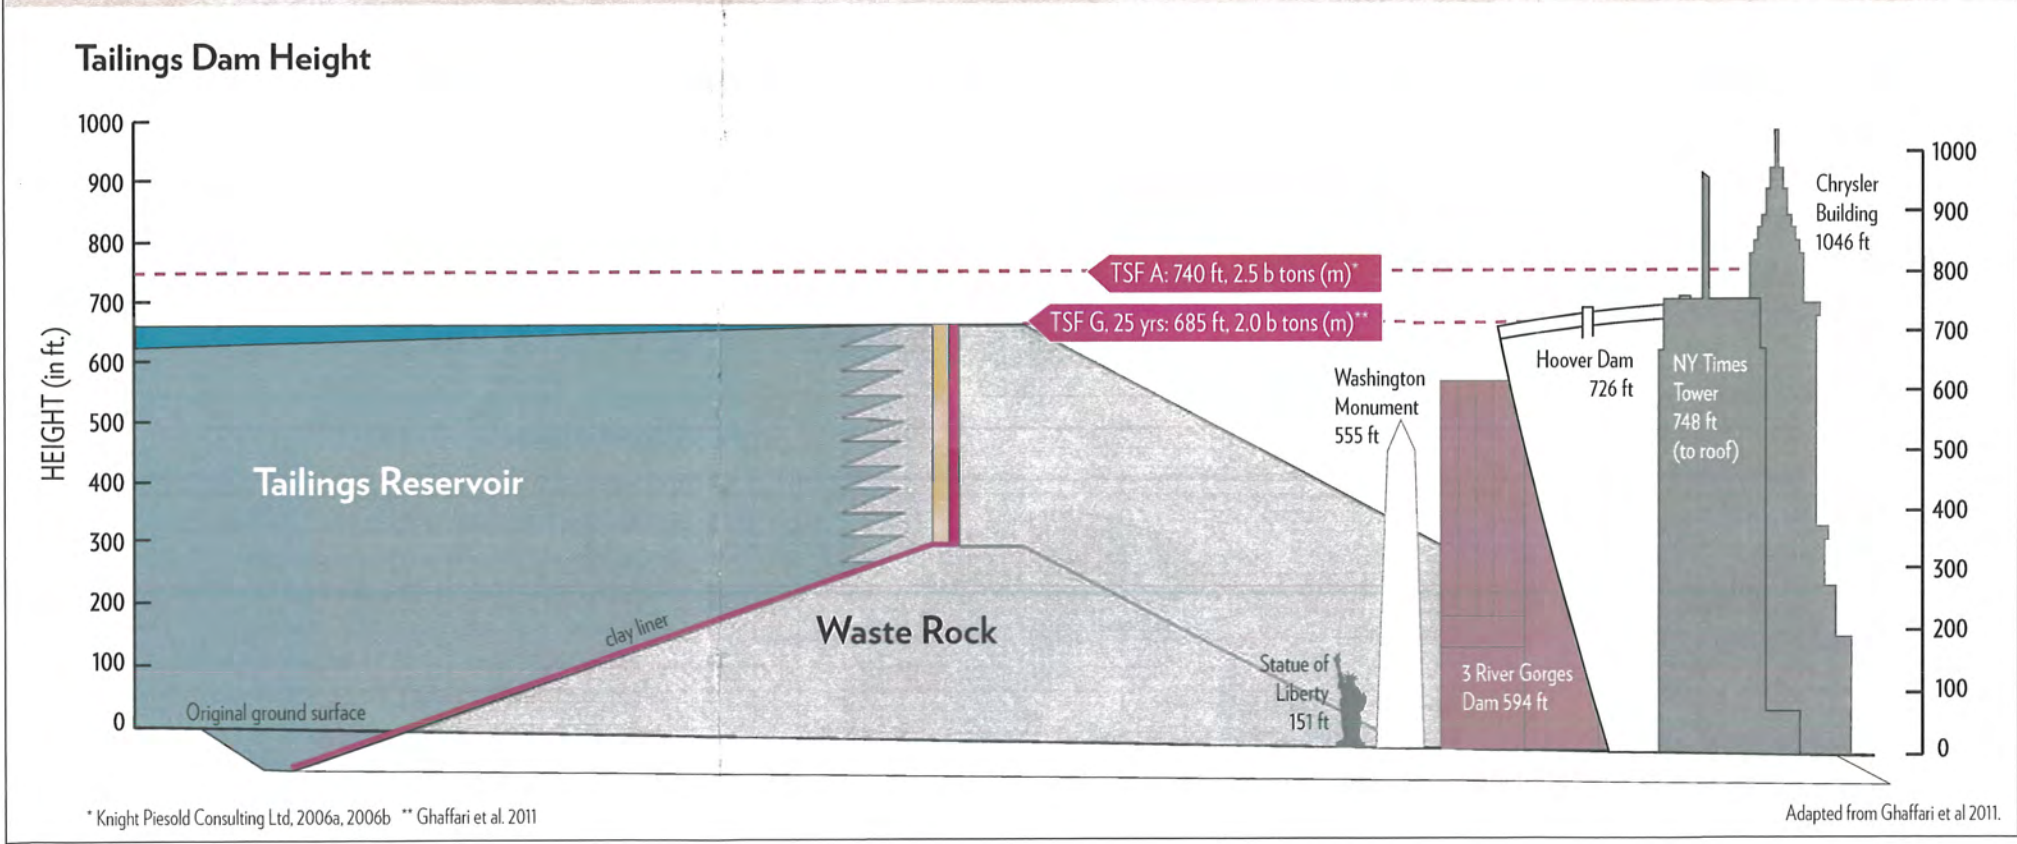 Tailings Dam Height
HEIGHT (in ft.)
1000
900
800
700
600
500
400
300
200
100
0
TSF A: 740 ft, 2.5 b tons (m)*
TSF G, 25 yrs: 685 ft, 2.0 b tons (m)**
Tailings Reservoir
clay liner
Original ground surface
Waste Rock
Statue of
Liberty
151 ft
Washington
Monument
555 ft
3 River Gorges
Dam 594 ft
Hoover Dam
726 ft
NY Times
Tower
748 ft
(to roof)
Chrysler
Building
1046 ft
1000
900
800
700
600
500
400
300
200
100
0
* Knight Piesold Consulting Ltd, 2006a, 2006b ** Ghaffari et al. 2011
Adapted from Ghaffari et al 2011.